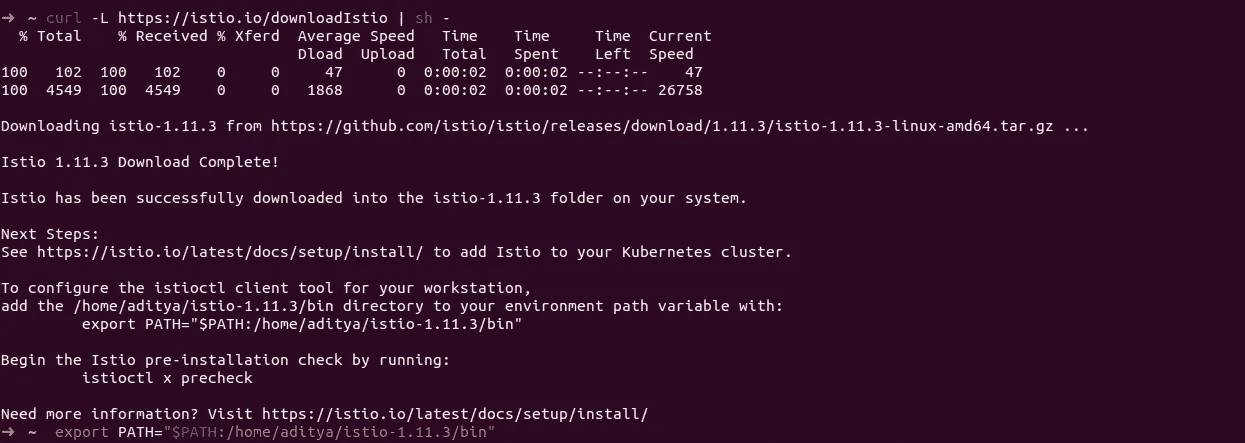 → ~ curl -L https://istio.io/downloadIstio | sh -
% Total % Received % Xferd Average Speed Time Time Time Current
Dload Upload Total Spent Left Speed
100 102 100 102 0 0 47 0 0:00:02 0:00:02 --:--:-- 47
100 4549 100 4549 0 0 1868 0 0:00:02 0:00:02 --:--:-- 26758
Downloading istio-1.11.3 from https://github.com/istio/istio/releases/download/1.11.3/istio-1.11.3-linux-amd64.tar.gz ...
Istio 1.11.3 Download Complete!
Istio has been successfully downloaded into the istio-1.11.3 folder on your system.
Next Steps:
See https://istio.io/latest/docs/setup/install/ to add Istio to your Kubernetes cluster.
To configure the istioctl client tool for your workstation,
add the /home/aditya/istio-1.11.3/bin directory to your environment path variable with:
export PATH="$PATH:/home/aditya/istio-1.11.3/bin"
Begin the Istio pre-installation check by running:
istioctl x precheck
Need more information? Visit https://istio.io/latest/docs/setup/install/
→ ~ export PATH="$PATH:/home/aditya/istio-1.11.3/bin"